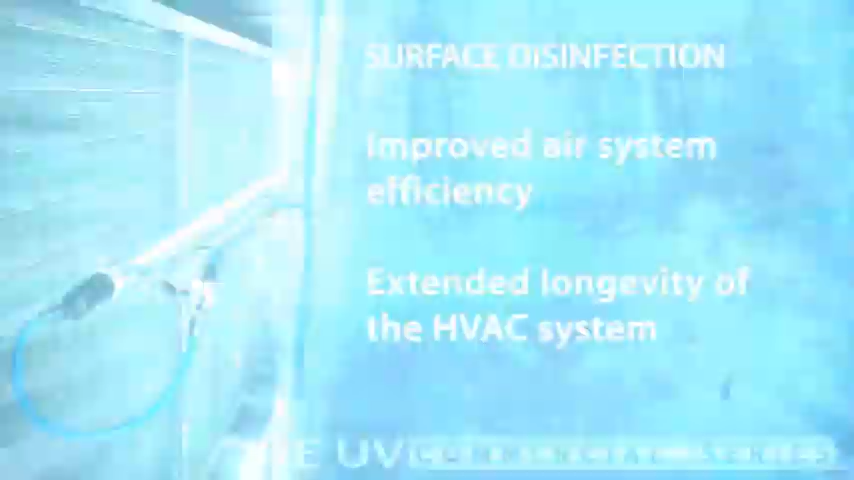 SURFACE DISINFECTION
Improved air system
efficiency
Extended longevity of
the HVAC system